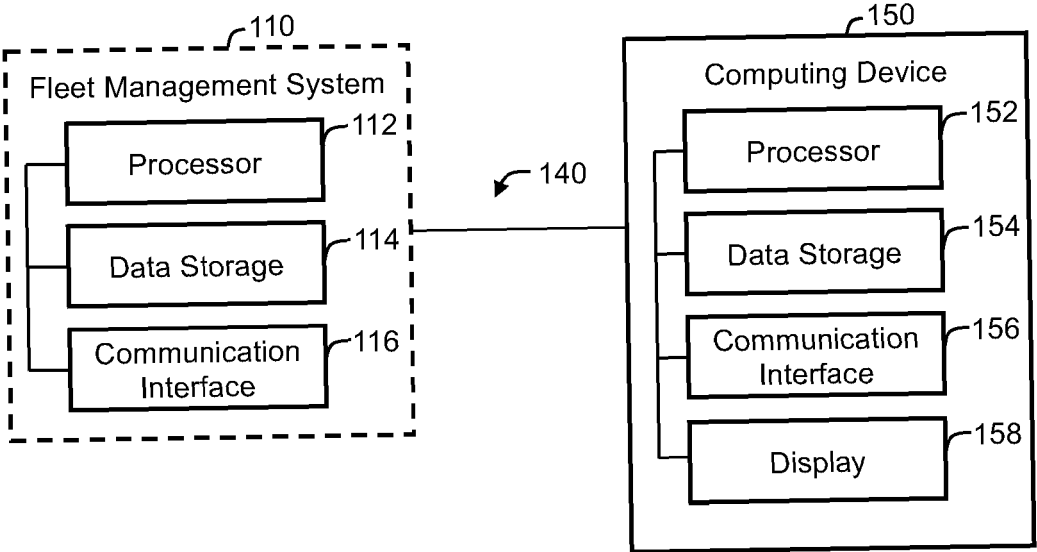 110
Fleet Management System
112
Processor
114
Data Storage
116
Communication
Interface
140
150
Computing Device
152
Processor
154
Data Storage
156
Communication
Interface
158
Display